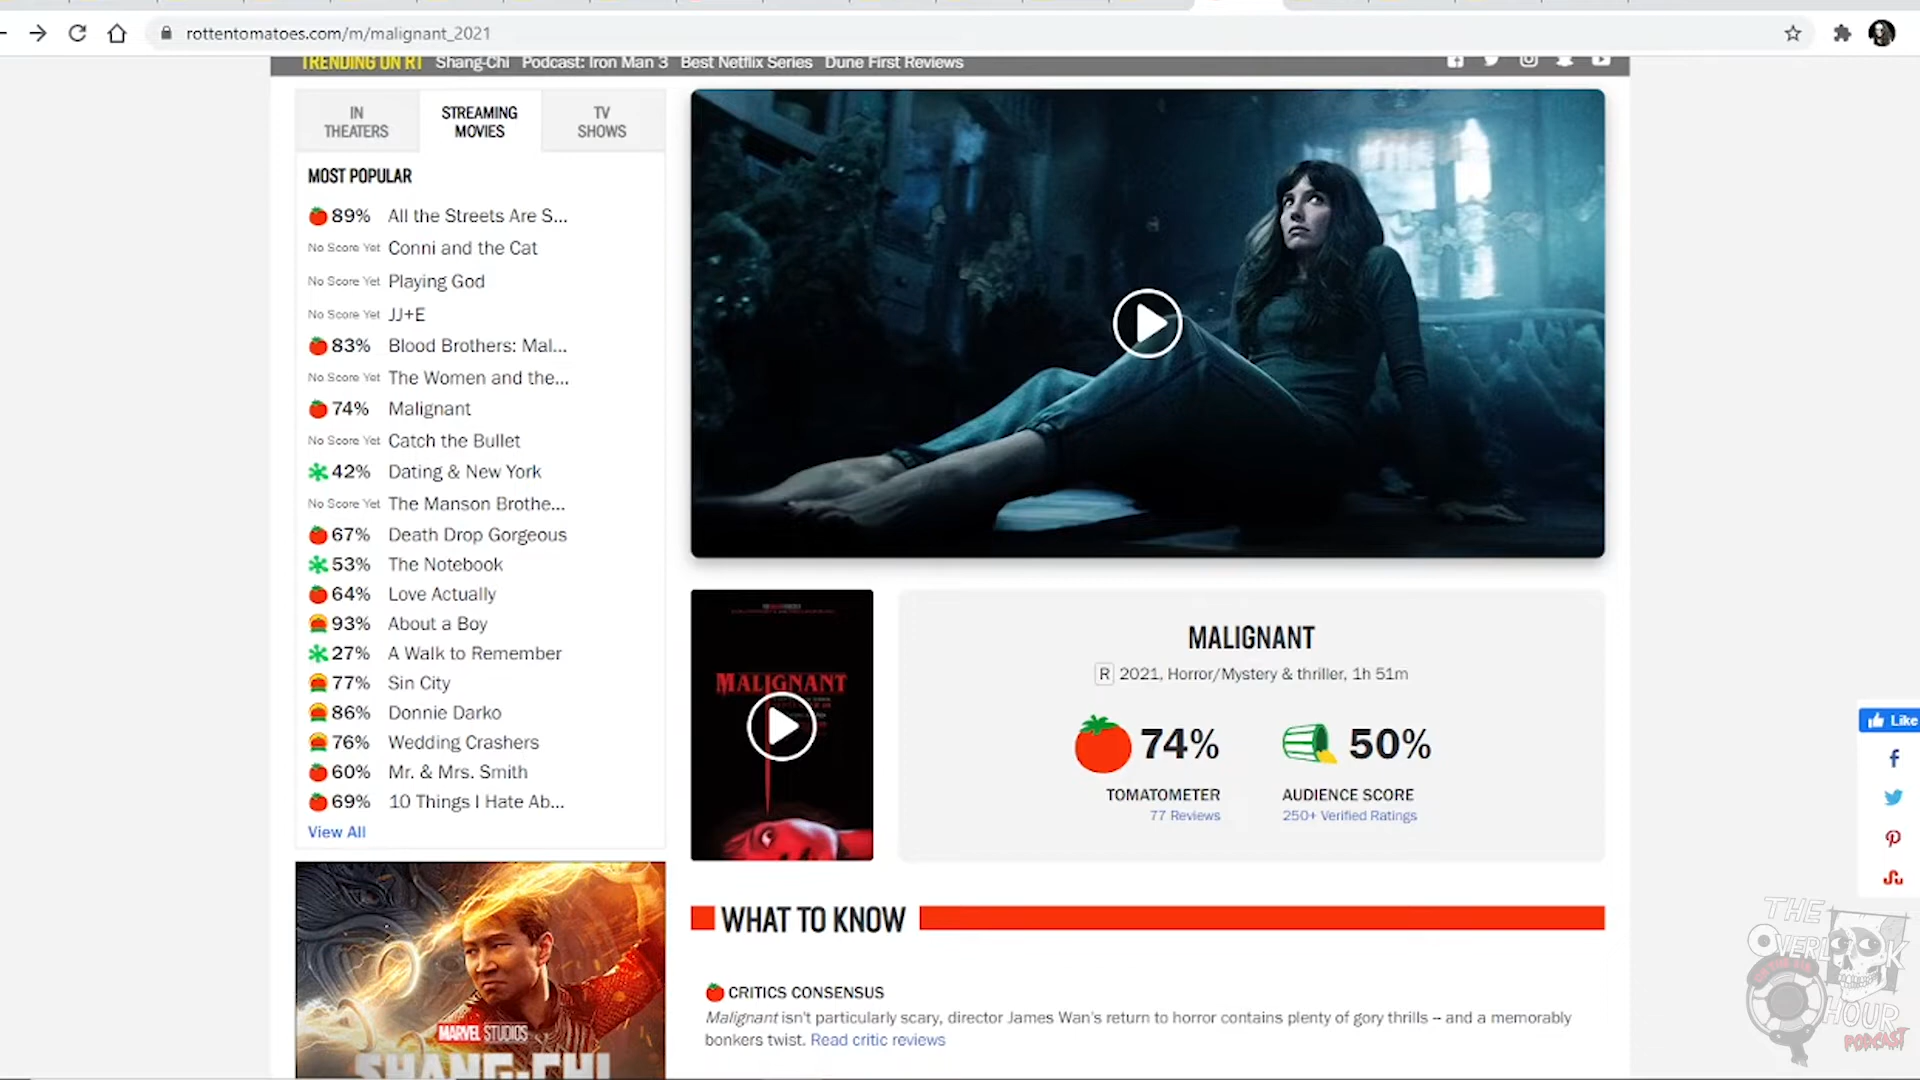 rottentomatoes.com/m/malignant_2021
TRENDING ON RT Shang-Chi Podcast: Iron Man 3 Best Netflix Series Dune First Reviews
IN THEATERS
STREAMING MOVIES
TV SHOWS
MOST POPULAR
89% All the Streets Are S...
No Score Yet Conni and the Cat
No Score Yet Playing God
No Score Yet JJ+E
83% Blood Brothers: Mal...
No Score Yet The Women and the...
74% Malignant
No Score Yet Catch the Bullet
42% Dating & New York
No Score Yet The Manson Brothe...
67% Death Drop Gorgeous
53% The Notebook
64% Love Actually
93% About a Boy
27% A Walk to Remember
77% Sin City
86% Donnie Darko
76% Wedding Crashers
60% Mr. & Mrs. Smith
69% 10 Things I Hate Ab...
View All
MARVEL STUDIOS
SHANG-CHI
MALIGNANT
MALIGNANT
R 2021, Horror/Mystery & thriller, 1h 51m
74%
TOMATOMETER
77 Reviews
50%
AUDIENCE SCORE
250+ Verified Ratings
WHAT TO KNOW
CRITICS CONSENSUS
Malignant isn't particularly scary, director James Wan's return to horror contains plenty of gory thrills -- and a memorably
bonkers twist. Read critic reviews
Like
THE
OVERLOOK
HOUR
PODCAST